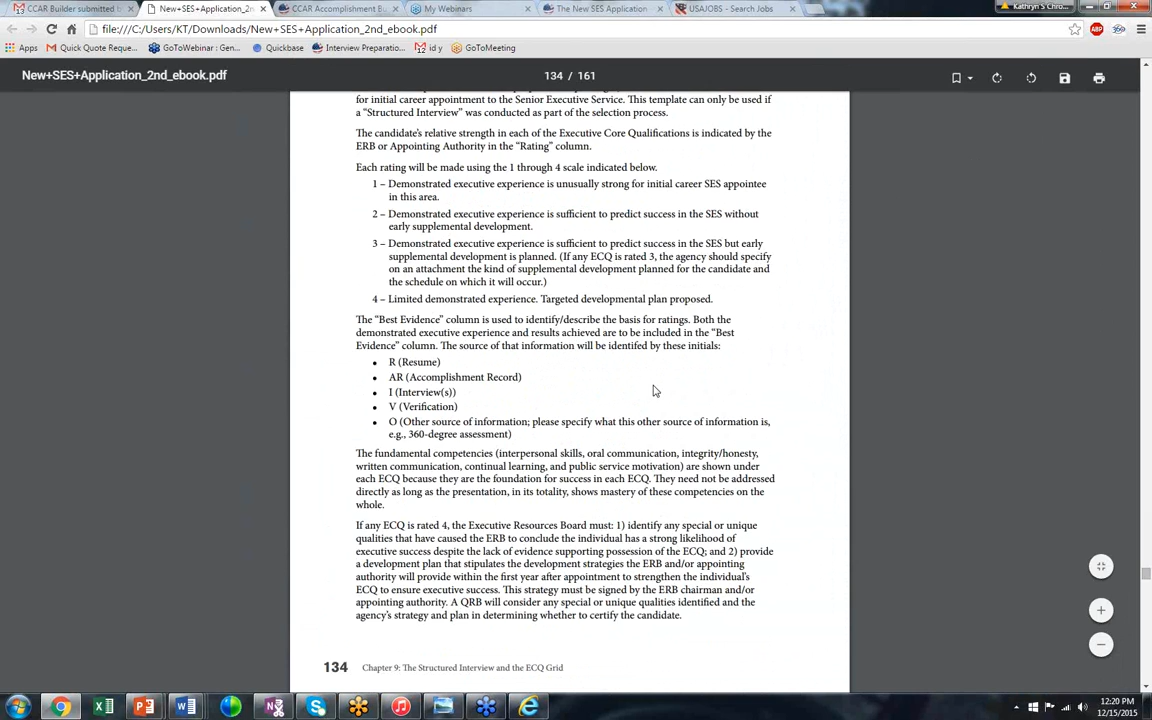 CCAR Builder submitted b
New+SES+Application_2nd_
CCAR Accomplishment Bu
My Webinars
The New SES Application
USAJOBS - Search Jobs
Kathryn S Chro...
file:///C:/Users/KT/Downloads/New+SES+Application_2nd_ebook.pdf
ABP
Apps
Quick Quote Reque...
GoToWebinar : Gen...
Quickbase
Interview Preparatio...
id y
GoToMeeting
New+SES+Application_2nd_ebook.pdf
134 / 161
for initial career appointment to the Senior Executive Service. This template can only be used if
a “Structured Interview” was conducted as part of the selection process.
The candidate's relative strength in each of the Executive Core Qualifications is indicated by the
ERB or Appointing Authority in the “Rating” column.
Each rating will be made using the 1 through 4 scale indicated below.
1 – Demonstrated executive experience is unusually strong for initial career SES appointee
in this area.
2 – Demonstrated executive experience is sufficient to predict success in the SES without
early supplemental development.
3 – Demonstrated executive experience is sufficient to predict success in the SES but early
supplemental development is planned. (If any ECQ is rated 3, the agency should specify
on an attachment the kind of supplemental development planned for the candidate and
the schedule on which it will occur.)
4 – Limited demonstrated experience. Targeted developmental plan proposed.
The “Best Evidence” column is used to identify/describe the basis for ratings. Both the
demonstrated executive experience and results achieved are to be included in the “Best
Evidence” column. The source of that information will be identifed by these initials:
• R (Resume)
• AR (Accomplishment Record)
• I (Interview(s))
• V (Verification)
• O (Other source of information; please specify what this other source of information is,
e.g., 360-degree assessment)
The fundamental competencies (interpersonal skills, oral communication, integrity/honesty,
written communication, continual learning, and public service motivation) are shown under
each ECQ because they are the foundation for success in each ECQ. They need not be addressed
directly as long as the presentation, in its totality, shows mastery of these competencies on the
whole.
If any ECQ is rated 4, the Executive Resources Board must: 1) identify any special or unique
qualities that have caused the ERB to conclude the individual has a strong likelihood of
executive success despite the lack of evidence supporting possession of the ECQ; and 2) provide
a development plan that stipulates the development strategies the ERB and/or appointing
authority will provide within the first year after appointment to strengthen the individual's
ECQ to ensure executive success. This strategy must be signed by the ERB chairman and/or
appointing authority. A QRB will consider any special or unique qualities identified and the
agency's strategy and plan in determining whether to certify the candidate.
134 Chapter 9: The Structured Interview and the ECQ Grid
12:20 PM
12/15/2015